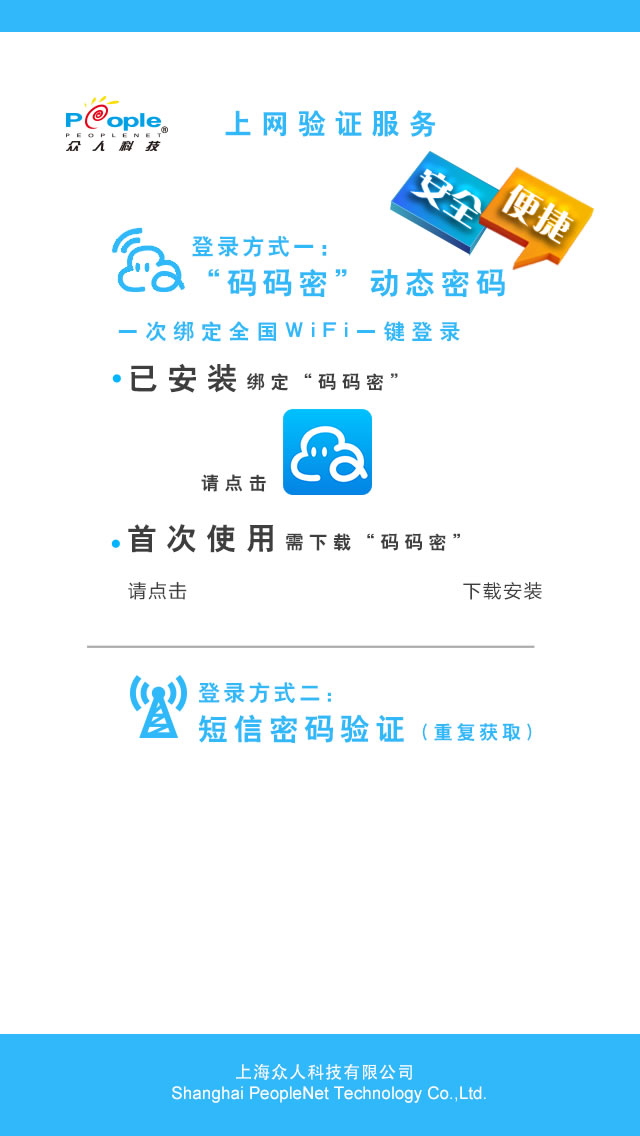 People®
PEOPLENET
众人科技
上网验证服务
安全
便捷
登录方式一：
“码码密”动态密码
一次绑定全国WiFi一键登录
已安装绑定“码码密”
请点击
首次使用需下载“码码密”
请点击 下载安装
登录方式二：
短信密码验证（重复获取）
上海众人科技有限公司
Shanghai PeopleNet Technology Co.,Ltd.